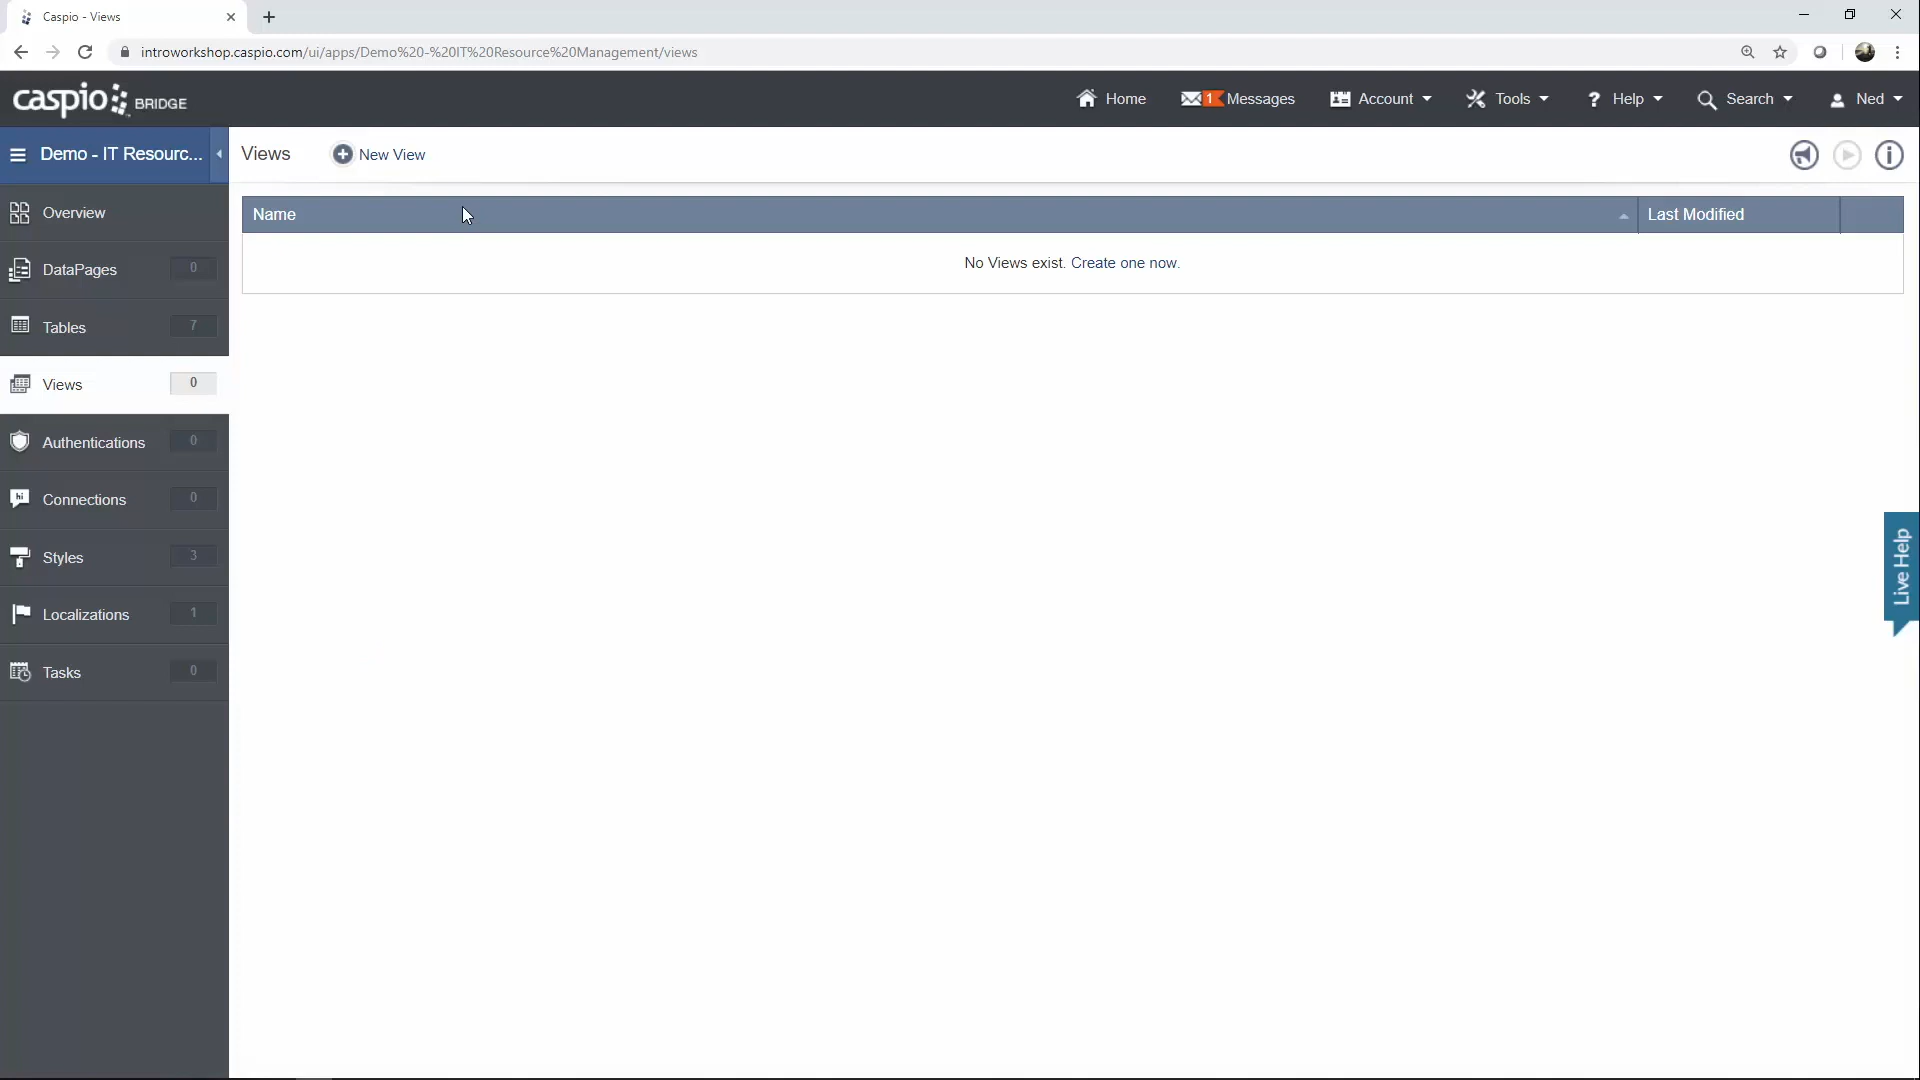 Caspio - Views
introworkshop.caspio.com/ui/apps/Demo%20-%20IT%20Resource%20Management/views
caspio BRIDGE
Home
1 Messages
Account
Tools
? Help
Search
Ned
Demo - IT Resourc...
Views
New View
Overview
DataPages 0
Tables 7
Views 0
Authentications 0
hi Connections 0
Styles 3
Localizations 1
Tasks 0
Name
Last Modified
No Views exist. Create one now.
Live Help